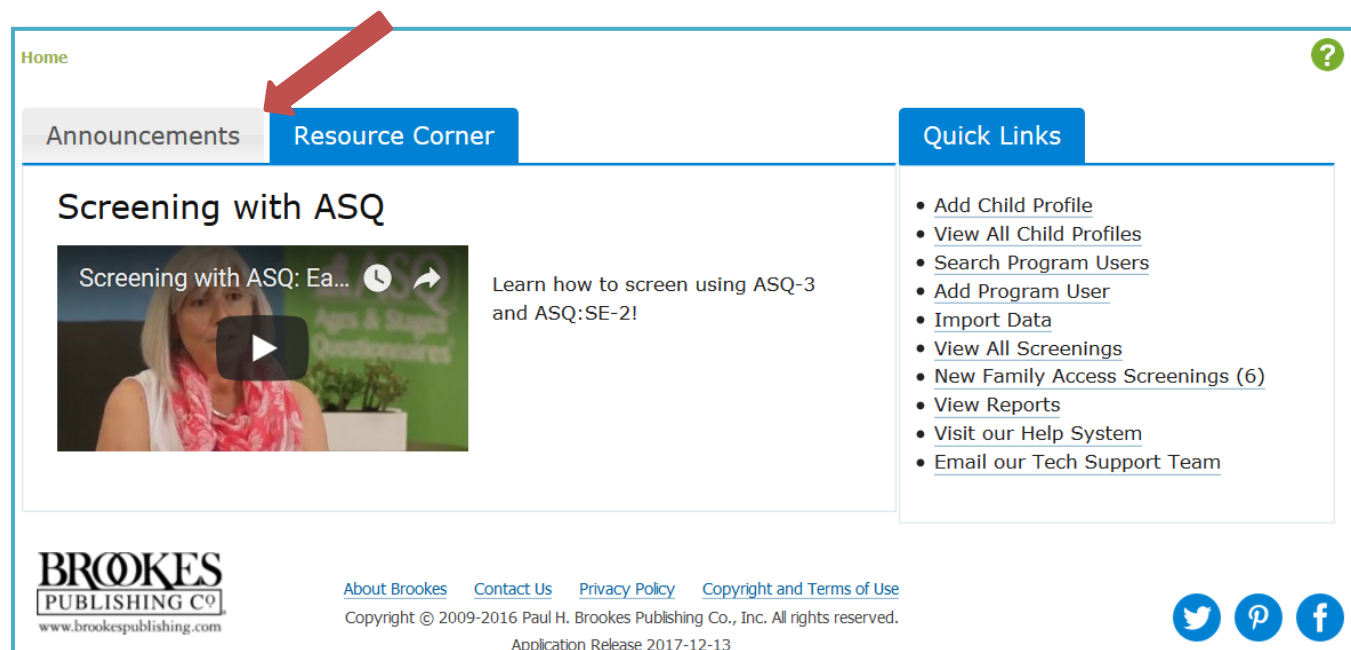 Home
?
Announcements
Resource Corner
Quick Links
Screening with ASQ
Screening with ASQ: Ea...
ASQ
Ages & Stages
Questionnaires
Learn how to screen using ASQ-3
and ASQ:SE-2!
Add Child Profile
View All Child Profiles
Search Program Users
Add Program User
Import Data
View All Screenings
New Family Access Screenings (6)
View Reports
Visit our Help System
Email our Tech Support Team
BROOKES
PUBLISHING CO
www.brookespublishing.com
About Brookes Contact Us Privacy Policy Copyright and Terms of Use
Copyright © 2009-2016 Paul H. Brookes Publishing Co., Inc. All rights reserved.
Application Release 2017-12-13